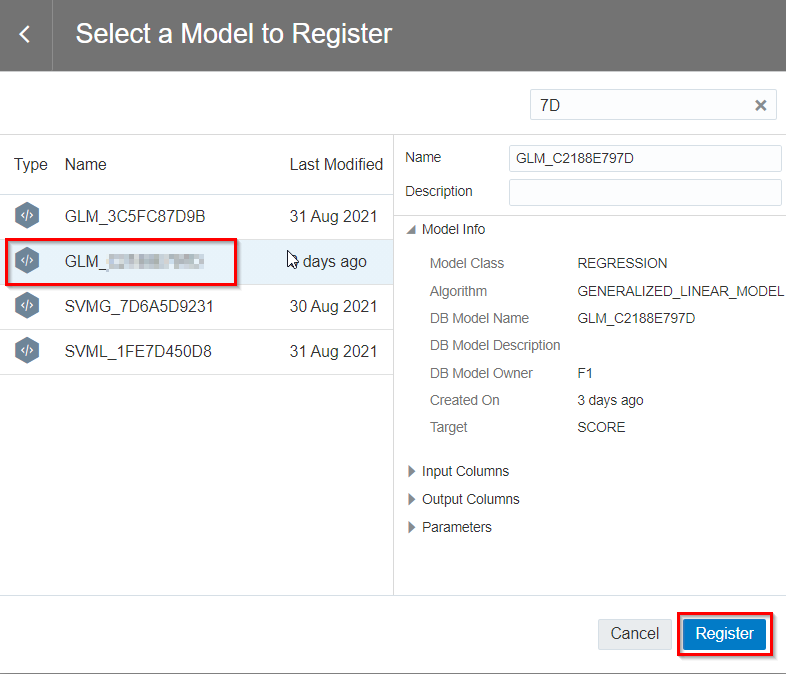 Select a Model to Register
7D
Type Name Last Modified
GLM_3C5FC87D9B 31 Aug 2021
GLM_ days ago
SVMG_7D6A5D9231 30 Aug 2021
SVML_1FE7D450D8 31 Aug 2021
Name GLM_C2188E797D
Description
Model Info
Model Class REGRESSION
Algorithm GENERALIZED_LINEAR_MODEL
DB Model Name GLM_C2188E797D
DB Model Description
DB Model Owner F1
Created On 3 days ago
Target SCORE
Input Columns
Output Columns
Parameters
Cancel Register